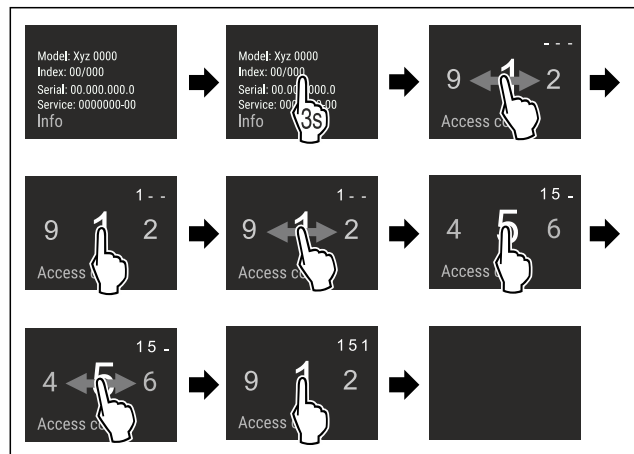 Model: Xyz 0000
Index: 00/000
Serial: 00.000.000.0
Service: 0000000-00
Info
Model: Xyz 0000
Index: 00/000
Serial: 00. 000.0
Service: 000 -00
Info
3s
- - -
9 1 2
Access
1 - -
9 1 2
Access
1 - -
9 1 2
Access
1 5 -
4 5 6
Access
1 5 -
4 5 6
Access
1 5 1
9 1 2
Access